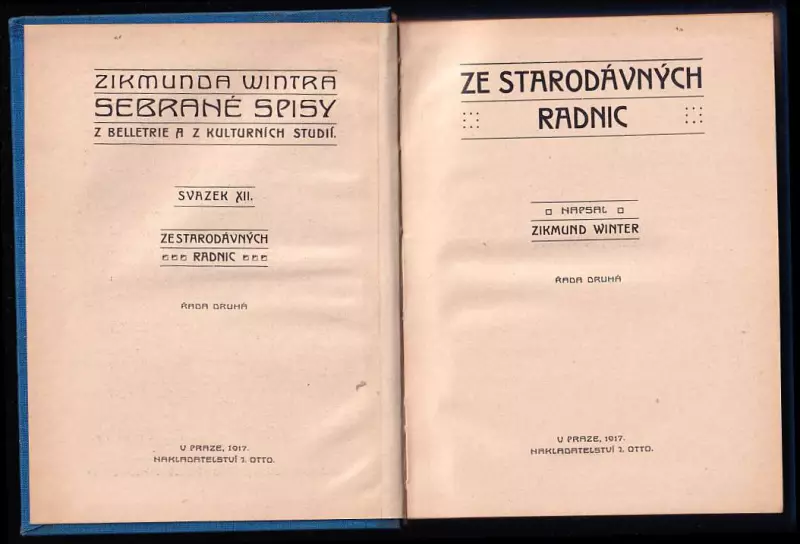 ZIKMUNDA WINTRA
SEBRANÉ SPISY
Z BELLETRIE A Z KULTURNÍCH STUDIÍ.
SVAZEK XII.
ZE STARODÁVNÝCH
RADNIC
ŘADA DRUHÁ
V PRAZE, 1917.
NAKLADATELSTVÍ J. OTTO.
ZE STARODÁVNÝCH
RADNIC
NAPSAL
ZIKMUND WINTER
ŘADA DRUHÁ
V PRAZE, 1917.
NAKLADATELSTVÍ J. OTTO.